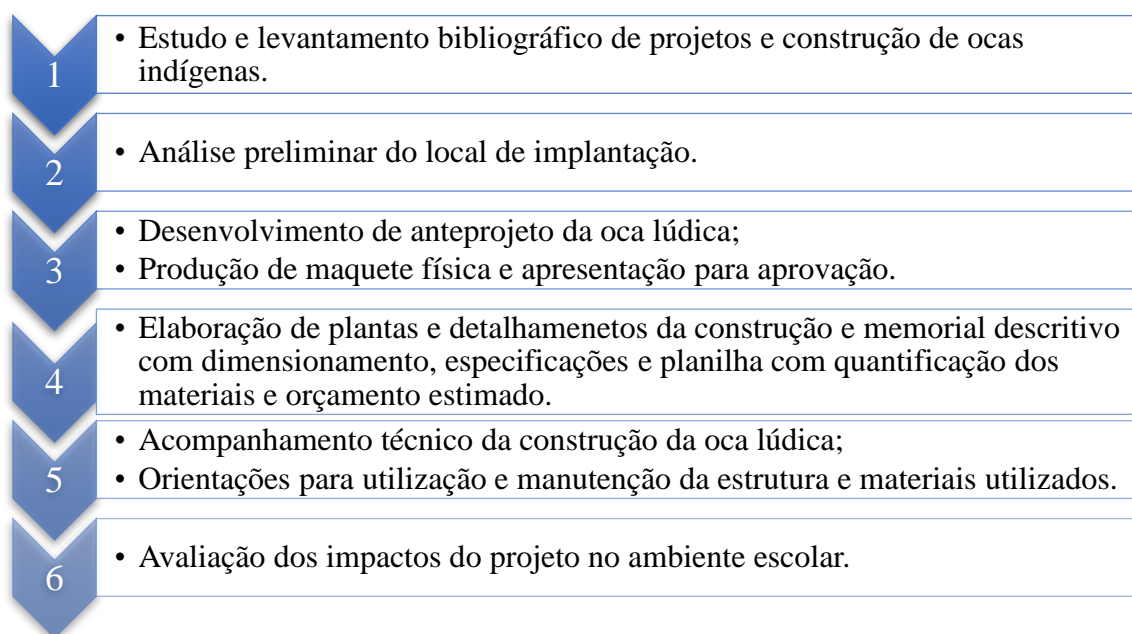 1
• Estudo e levantamento bibliográfico de projetos e construção de ocas
indígenas.
2
• Análise preliminar do local de implantação.
3
• Desenvolvimento de anteprojeto da oca lúdica;
• Produção de maquete física e apresentação para aprovação.
4
• Elaboração de plantas e detalhamenetos da construção e memorial descritivo
com dimensionamento, especificações e planilha com quantificação dos
materiais e orçamento estimado.
5
• Acompanhamento técnico da construção da oca lúdica;
• Orientações para utilização e manutenção da estrutura e materiais utilizados.
6
• Avaliação dos impactos do projeto no ambiente escolar.